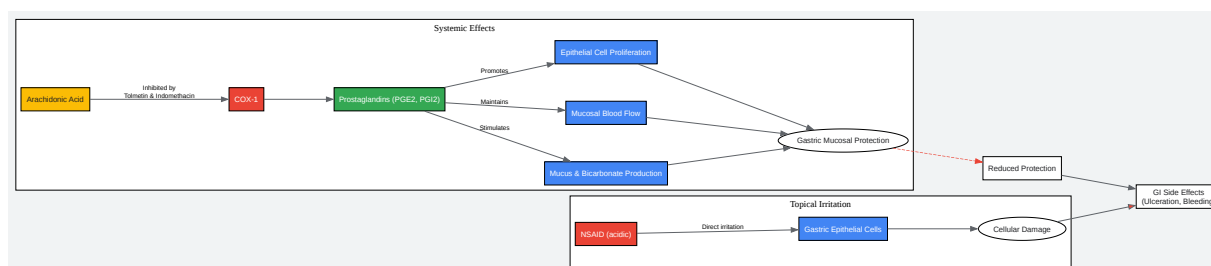 Systemic Effects
Epithelial Cell Proliferation
Promotes
Inhibited by
Tolmetin & Indomethacin
Arachidonic Acid
COX-1
Prostaglandins (PGE2, PGI2)
Maintains
Mucosal Blood Flow
Stimulates
Gastric Mucosal Protection
Mucus & Bicarbonate Production
Reduced Protection
GI Side Effects
(Ulceration, Bleeding
Topical Irritation
NSAID (acidic)
Direct irritation
Gastric Epithelial Cells
Cellular Damage